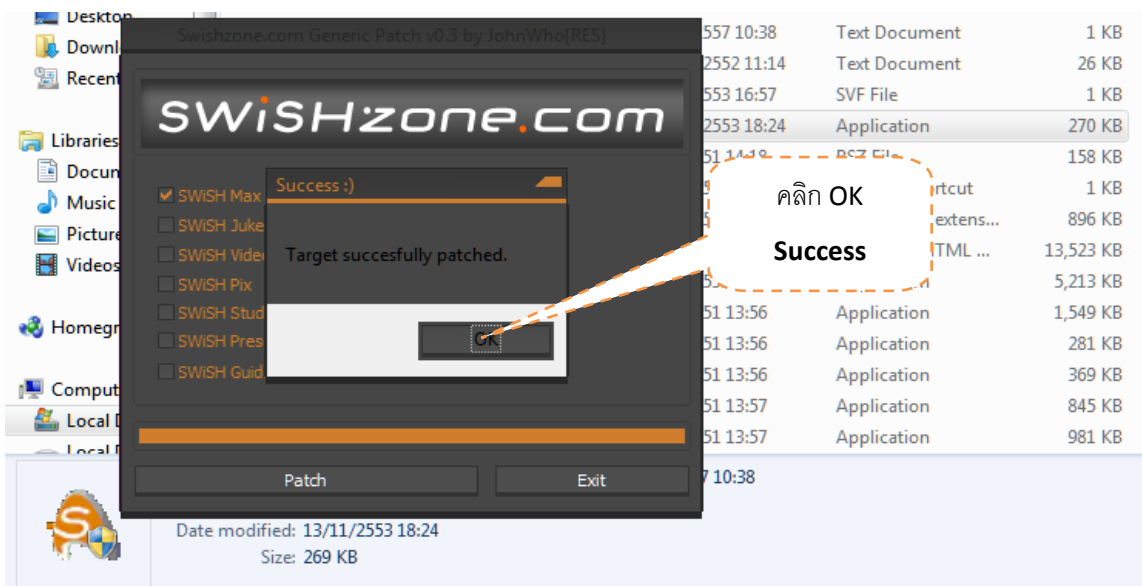 Desktop
Downl
Recent
Libraries
Docun
Music
Picture
Videos
Homegr
Comput
Local D
Swishzone.com Generic Patch v0.3 by JohnWho[RES]
SWiSHzone.com
SWiSH Max
SWiSH Juke
SWiSH Vide
SWiSH Pix
SWiSH Stud
SWiSH Pres
SWiSH Guid
Success :)
Target succesfully patched.
OK
Patch
Exit
คลิก OK
Success
557 10:38 Text Document 1 KB
2552 11:14 Text Document 26 KB
553 16:57 SVF File 1 KB
2553 18:24 Application 270 KB
51 14:18 158 KB
rtcut 1 KB
extens... 896 KB
TML ... 13,523 KB
5,213 KB
51 13:56 Application 1,549 KB
51 13:56 Application 281 KB
51 13:56 Application 369 KB
51 13:57 Application 845 KB
51 13:57 Application 981 KB
7 10:38
Date modified: 13/11/2553 18:24
Size: 269 KB